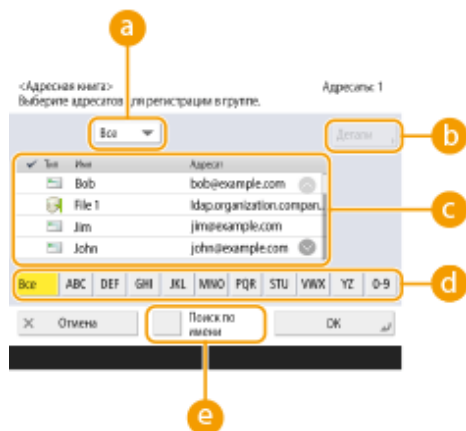 a
<Адресная книга>
Адресаты: 1
Выберите адресатов для регистрации в группе.
Все
Детали
b
✓ Тип Имя Адресат
Bob bob@example.com
File 1 ldap.organization.compan..
c
Jim jim@example.com
John john@example.com
Все ABC DEF GHI JKL MNO PQR STU VWX YZ 0-9
d
× Отмена
Поиск по
имени
OK
e